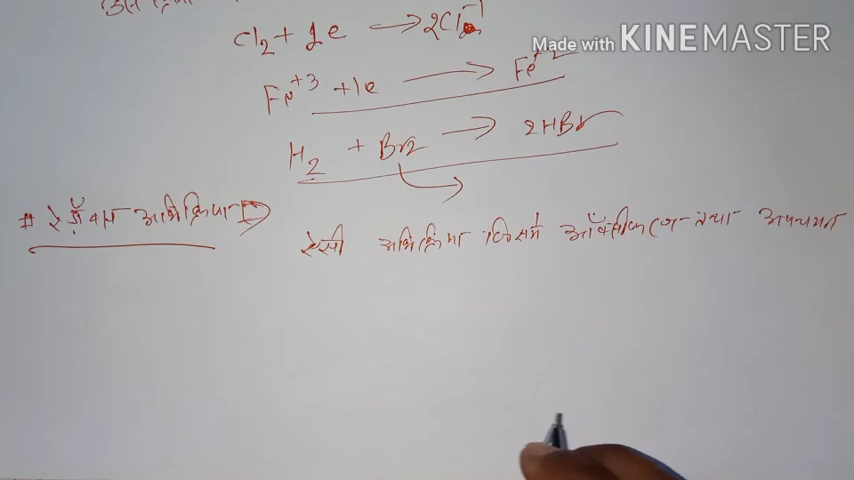 Cl2 + 2e → 2Cl-1
Made with KINEMASTER
Fe+3 + 1e → Fe+2
H2 + Br2 → 2HBr
# रेडॉक्स अभिक्रिया
ऐसी अभिक्रिया जिसमें ऑक्सीकरण तथा अपचयन